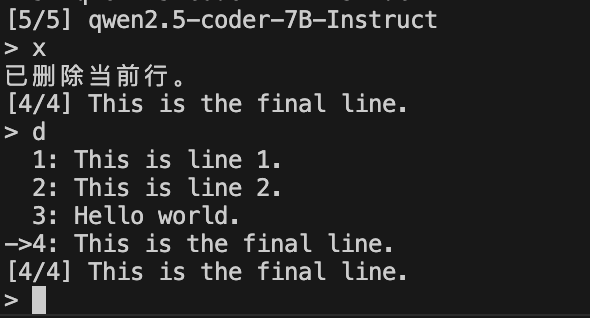 [5/5] qwen2.5-coder-7B-Instruct
> x
已删除当前行。
[4/4] This is the final line.
> d
  1: This is line 1.
  2: This is line 2.
  3: Hello world.
->4: This is the final line.
[4/4] This is the final line.
>